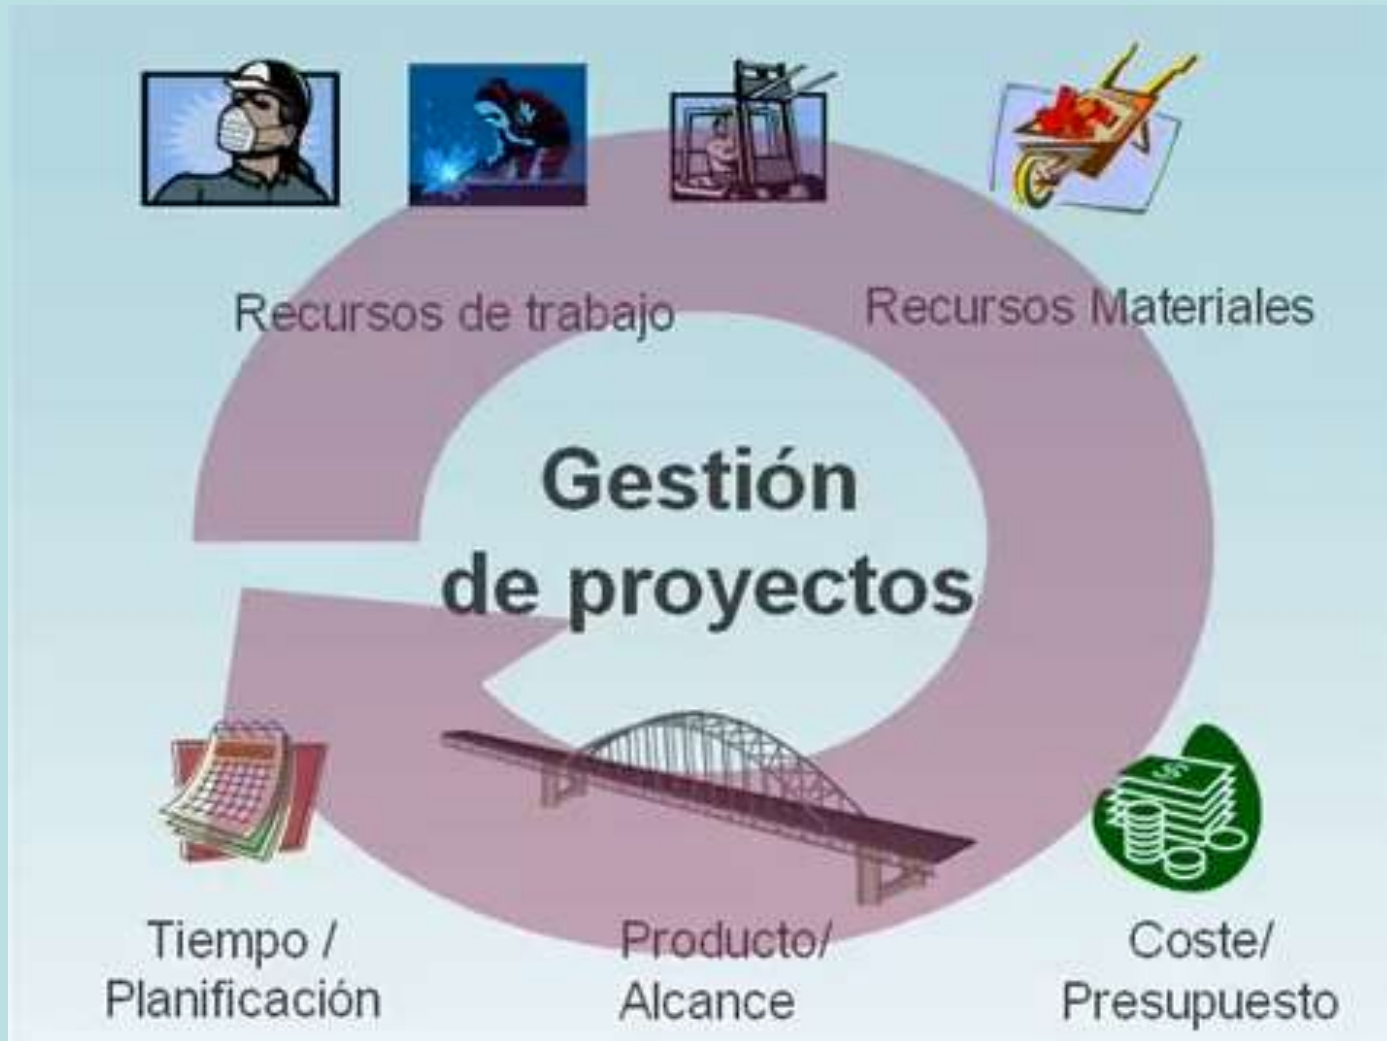 Recursos de trabajo
Recursos Materiales
Gestión
de proyectos
Tiempo /
Planificación
Producto/
Alcance
Coste/
Presupuesto